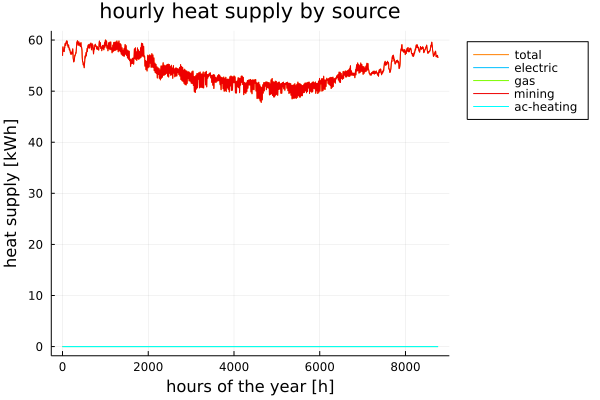 hourly heat supply by source
total
electric
gas
mining
ac-heating
heat supply [kWh]
60
50
40
30
20
10
0
0 2000 4000 6000 8000
hours of the year [h]